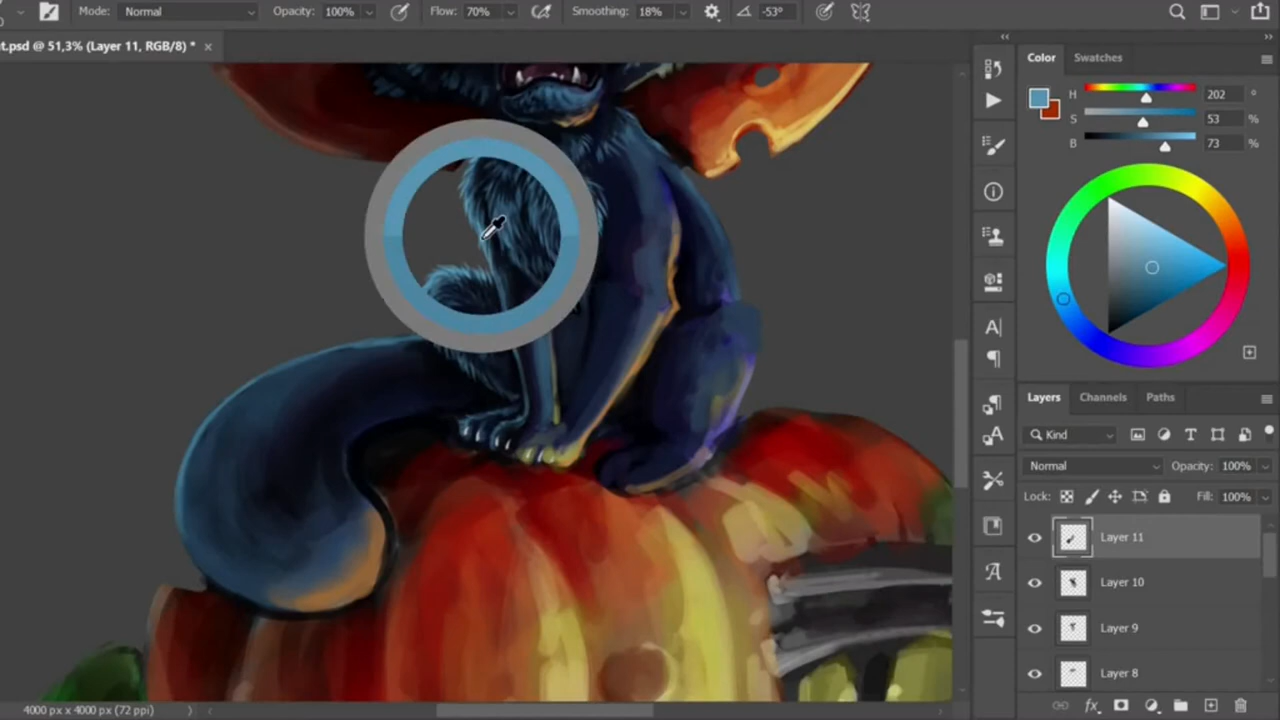 Mode: Normal Opacity: 100% Flow: 70% Smoothing: 18% -53°
t.psd @ 51,3% (Layer 11, RGB/8) * ×
Color Swatches
H 202 °
S 53 %
B 73 %
Layers Channels Paths
Kind
Normal Opacity: 100%
Lock: Fill: 100%
Layer 11
Layer 10
Layer 9
Layer 8
fx
4000 px x 4000 px (72 ppi)